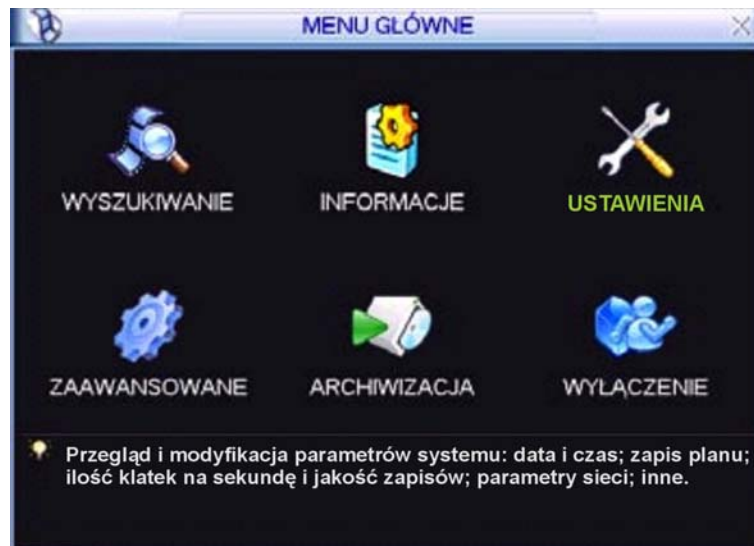 MENU GŁÓWNE
WYSZUKIWANIE
INFORMACJE
USTAWIENIA
ZAAWANSOWANE
ARCHIWIZACJA
WYŁĄCZENIE
Przegląd i modyfikacja parametrów systemu: data i czas; zapis planu;
ilość klatek na sekundę i jakość zapisów; parametry sieci; inne.